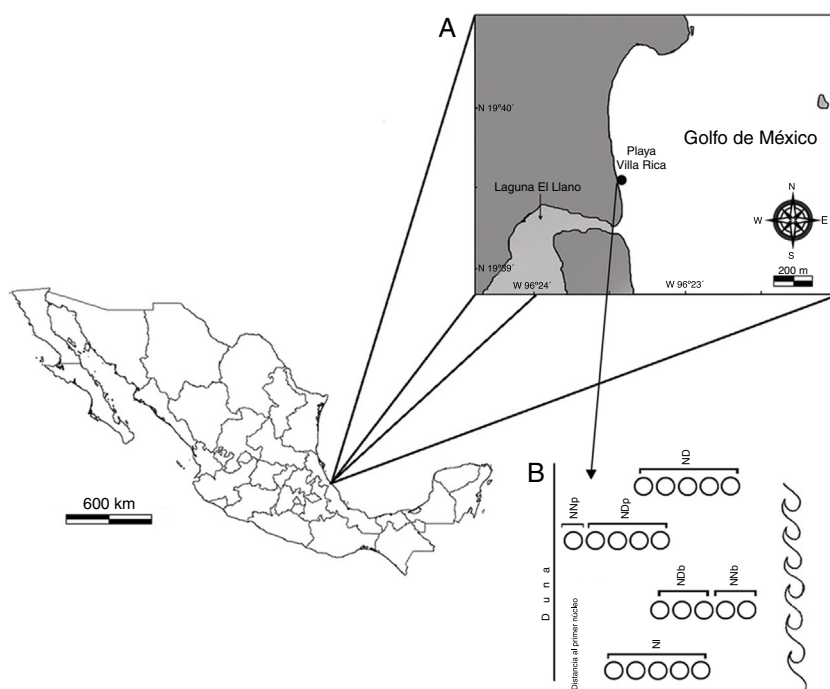 A
N 19°40´
Golfo de México
Playa
Villa Rica
Laguna El Llano
N
W
E
S
N 19°39´
200 m
W 96°24´
W 96°23´
600 km
B
ND
NNp
NDp
NDb
NNb
NI
Duna
Distancia al primer núcleo